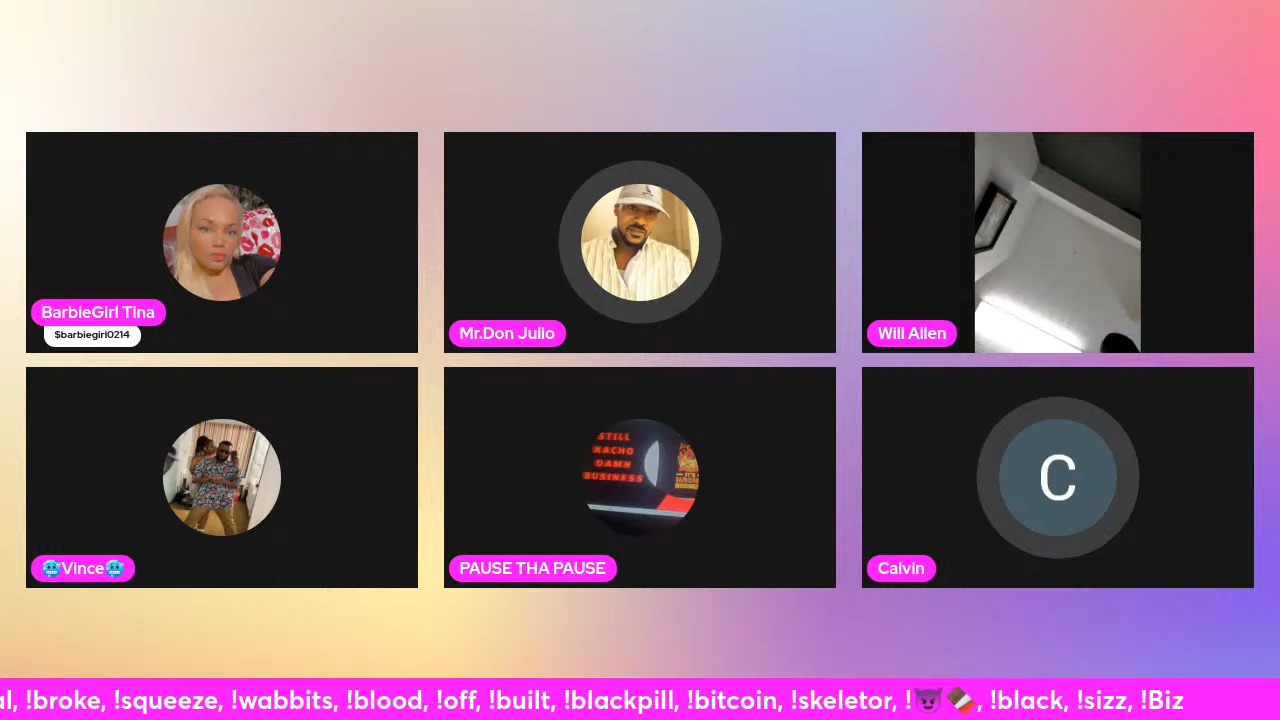 BarbieGirl Tina
$barbiegirl0214
Mr.Don Julio
Will Allen
🥶Vince🥶
STILL
NACHO
DAMN
BUSINESS
PAUSE THA PAUSE
C
Calvin
al, !broke, !squeeze, !wabbits, !blood, !off, !built, !blackpill, !bitcoin, !skeletor, !😈🍫, !black, !sizz, !Biz